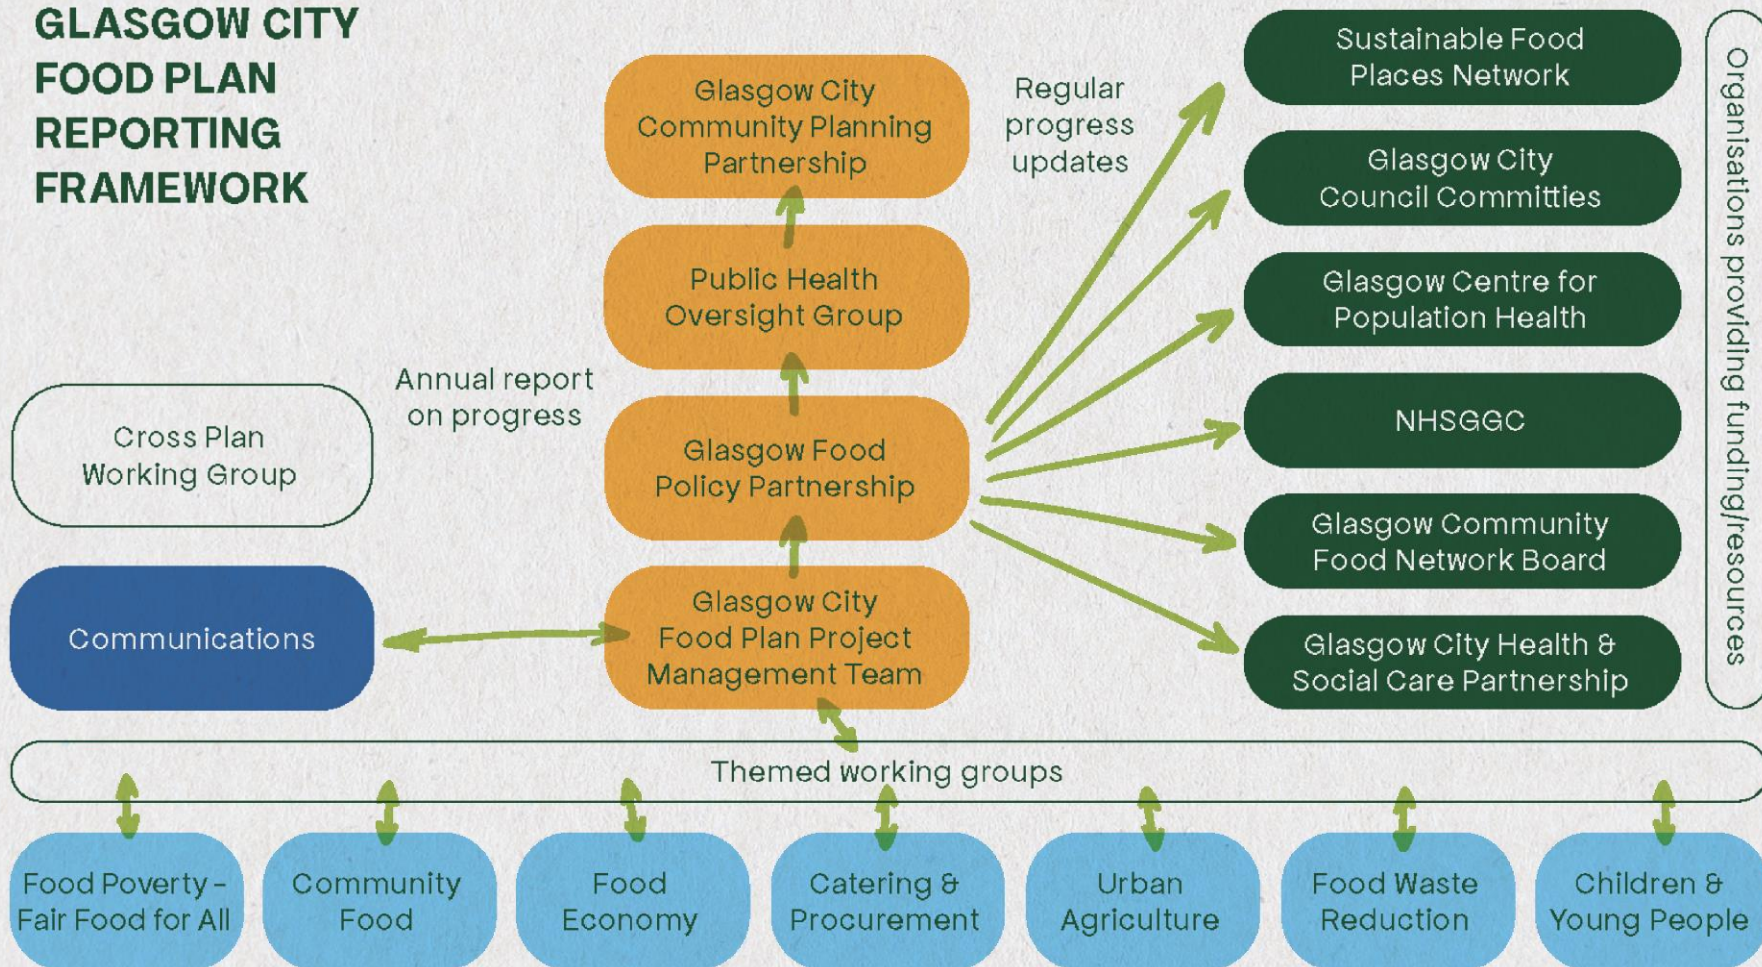 GLASGOW CITY
FOOD PLAN
REPORTING
FRAMEWORK
Glasgow City
Community Planning
Partnership
Regular
progress
updates
Public Health
Oversight Group
Annual report
on progress
Cross Plan
Working Group
Glasgow Food
Policy Partnership
Communications
Glasgow City
Food Plan Project
Management Team
Sustainable Food
Places Network
Glasgow City
Council Committies
Glasgow Centre for
Population Health
NHSGGC
Glasgow Community
Food Network Board
Glasgow City Health &
Social Care Partnership
Organisations providing funding/resources
Themed working groups
Food Poverty –
Fair Food for All
Community
Food
Food
Economy
Catering &
Procurement
Urban
Agriculture
Food Waste
Reduction
Children &
Young People